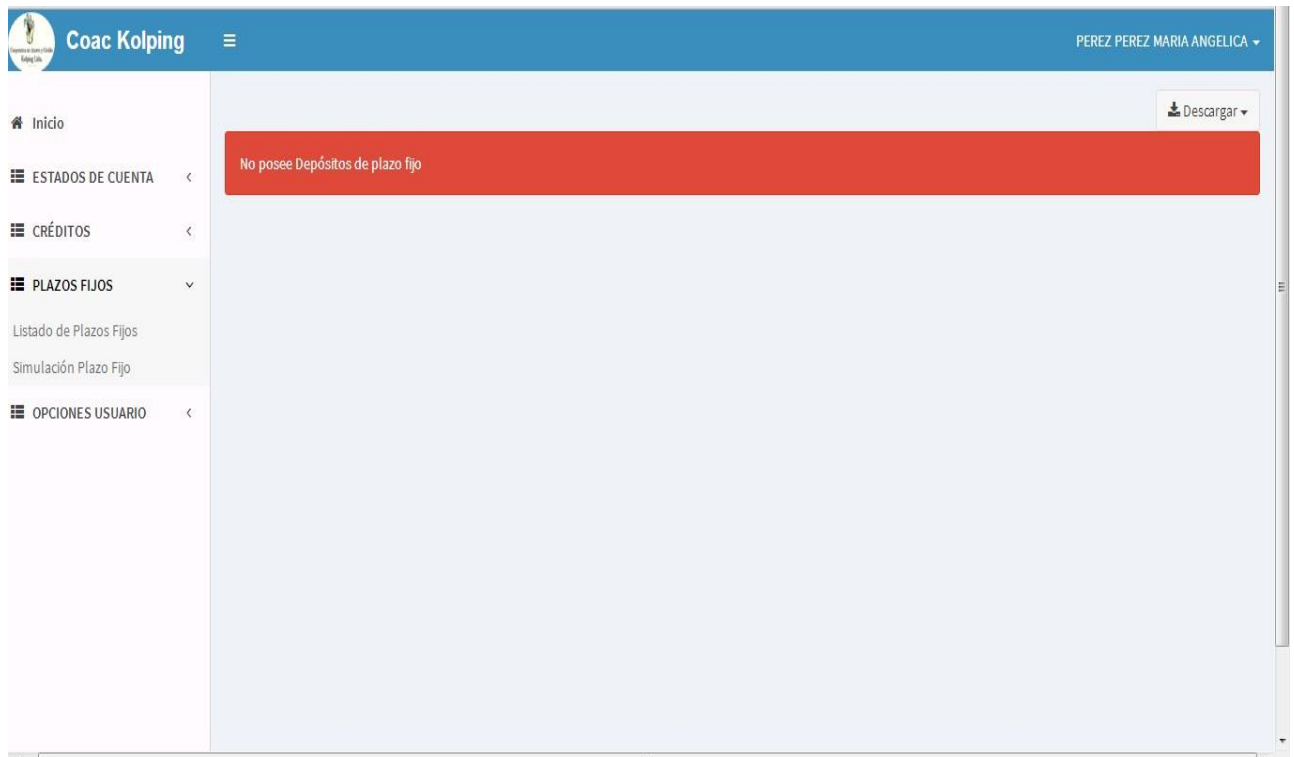 Coac Kolping
PEREZ PEREZ MARIA ANGELICA
Descargar
Inicio
No posee Depósitos de plazo fijo
ESTADOS DE CUENTA
CRÉDITOS
PLAZOS FIJOS
Listado de Plazos Fijos
Simulación Plazo Fijo
OPCIONES USUARIO